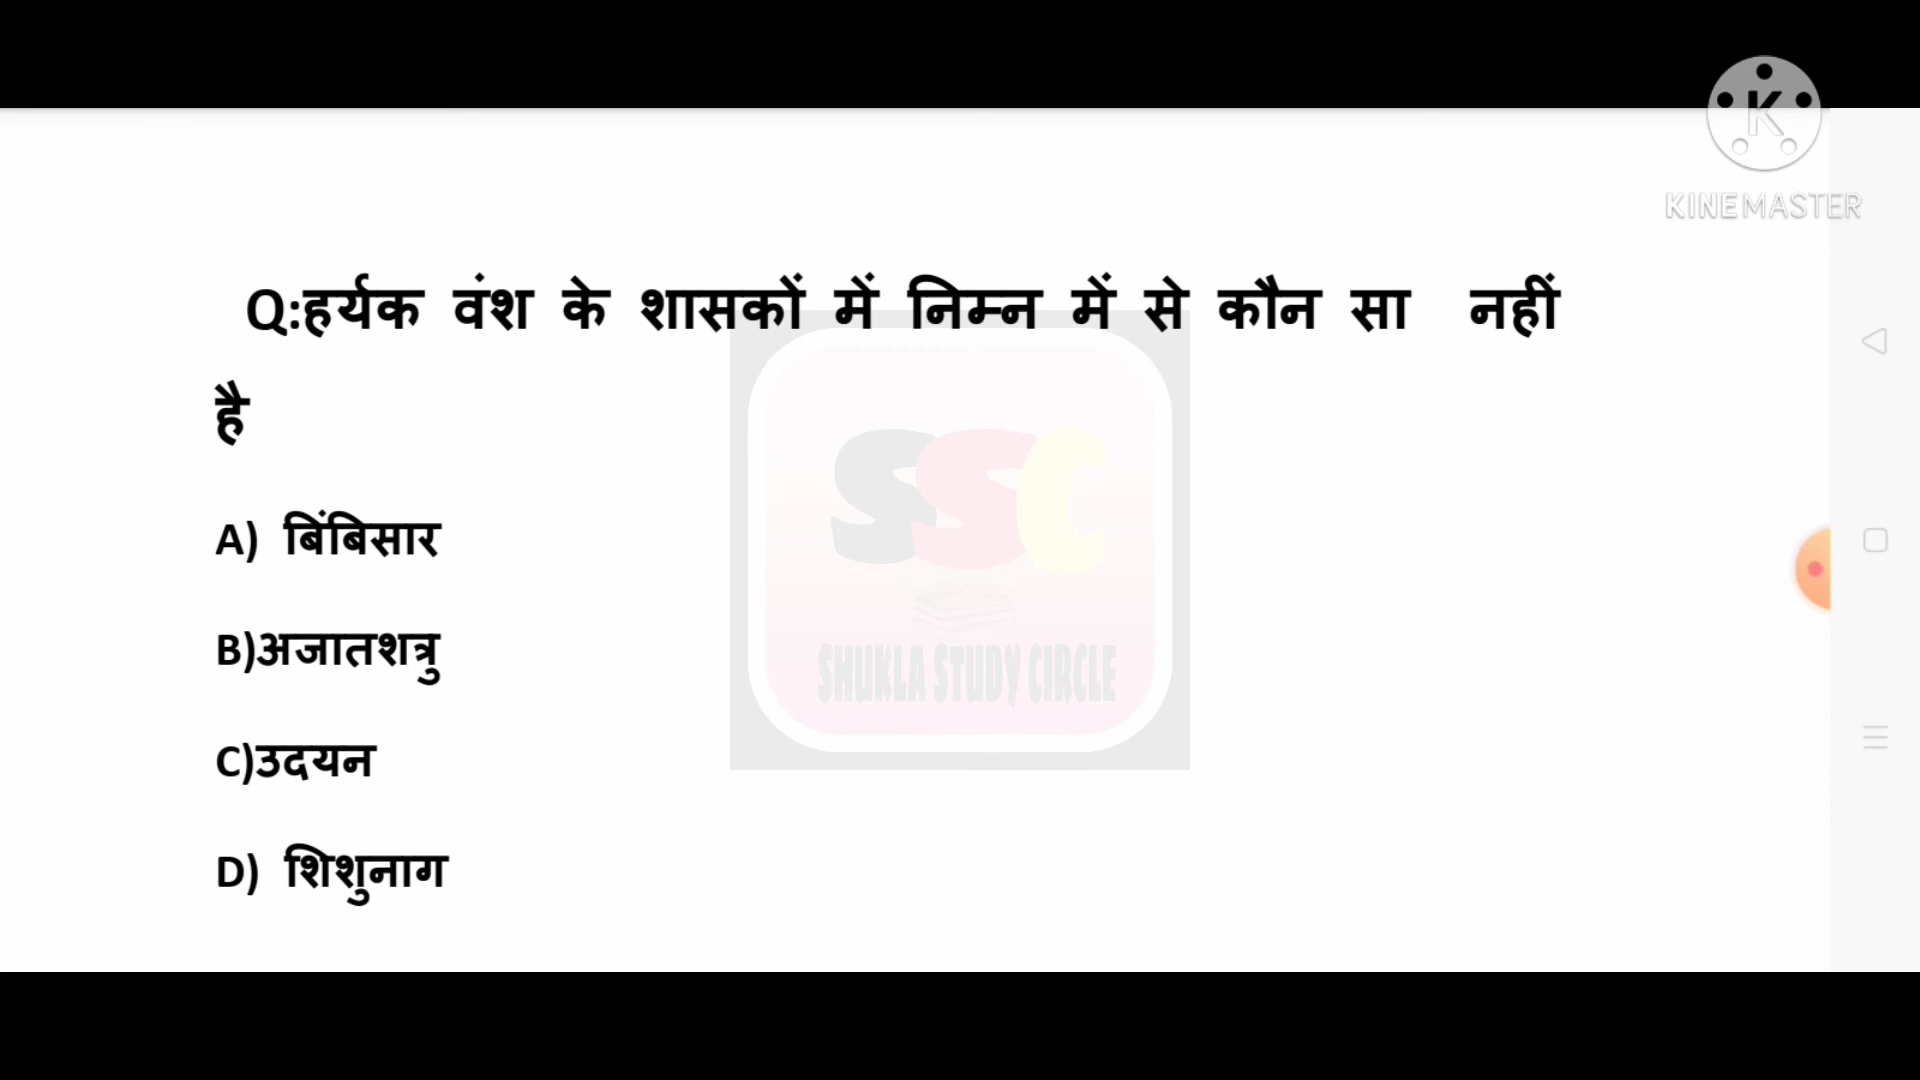 K
KINEMASTER
Q:हर्यक वंश के शासकों में निम्न में से कौन सा नहीं
है
A) बिंबिसार
B)अजातशत्रु
C)उदयन
D) शिशुनाग
SSC
SHUKLA STUDY CIRCLE